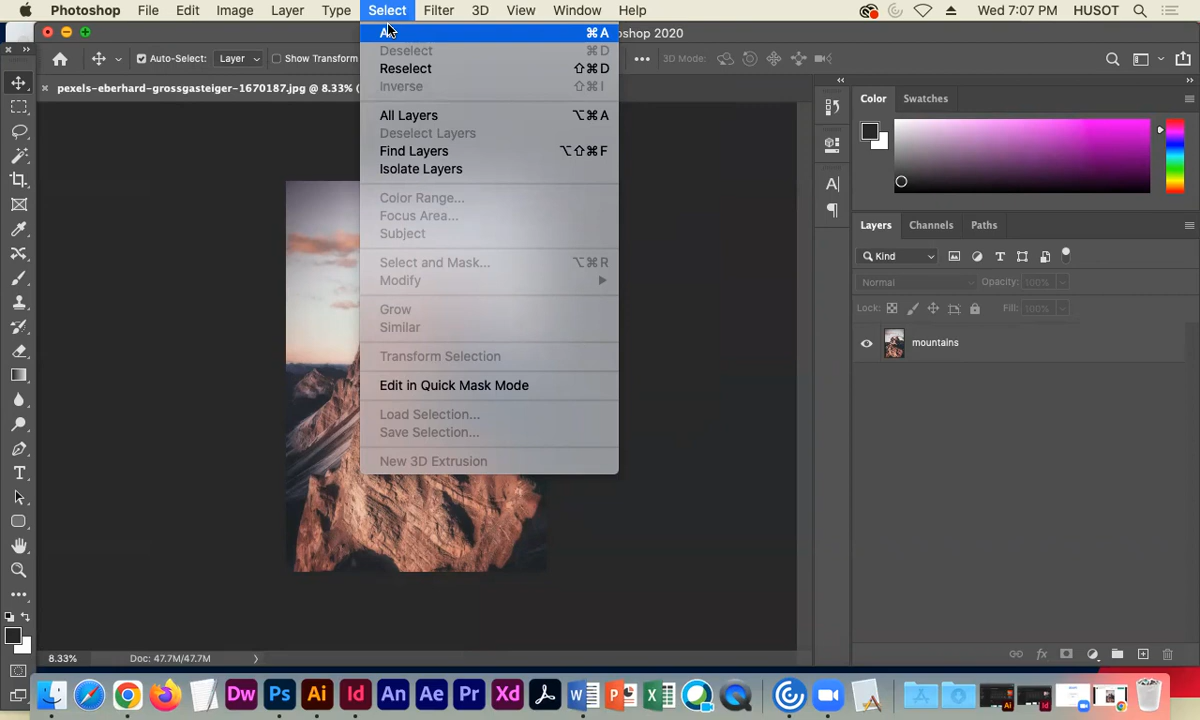 Photoshop File Edit Image Layer Type Select Filter 3D View Window Help Wed 7:07 PM HUSOT
shop 2020
Auto-Select: Layer Show Transform 3D Mode:
pexels-eberhard-grossgasteiger-1670187.jpg @ 8.33% (
⌘A
Deselect ⌘D
Reselect ⇧⌘D
Inverse ⇧⌘I
All Layers ⌥⌘A
Deselect Layers
Find Layers ⌥⇧⌘F
Isolate Layers
Color Range...
Focus Area...
Subject
Select and Mask... ⌥⌘R
Modify
Grow
Similar
Transform Selection
Edit in Quick Mask Mode
Load Selection...
Save Selection...
New 3D Extrusion
Color Swatches
Layers Channels Paths
Kind
Normal Opacity: 100%
Lock: Fill: 100%
mountains
8.33% Doc: 47.7M/47.7M
Dw Ps Ai Id An Ae Pr Xd